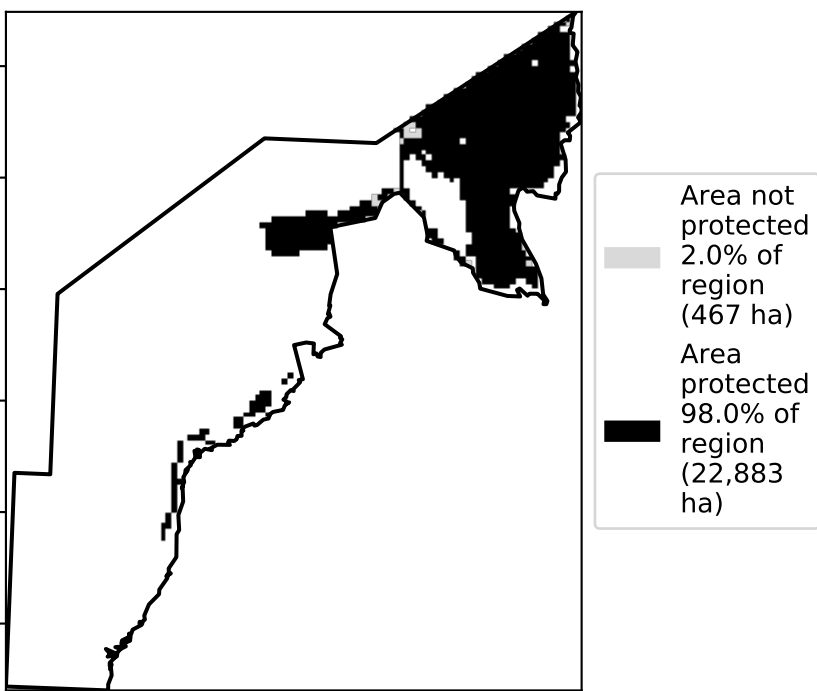 Area not
protected
2.0% of
region
(467 ha)
Area
protected
98.0% of
region
(22,883
ha)